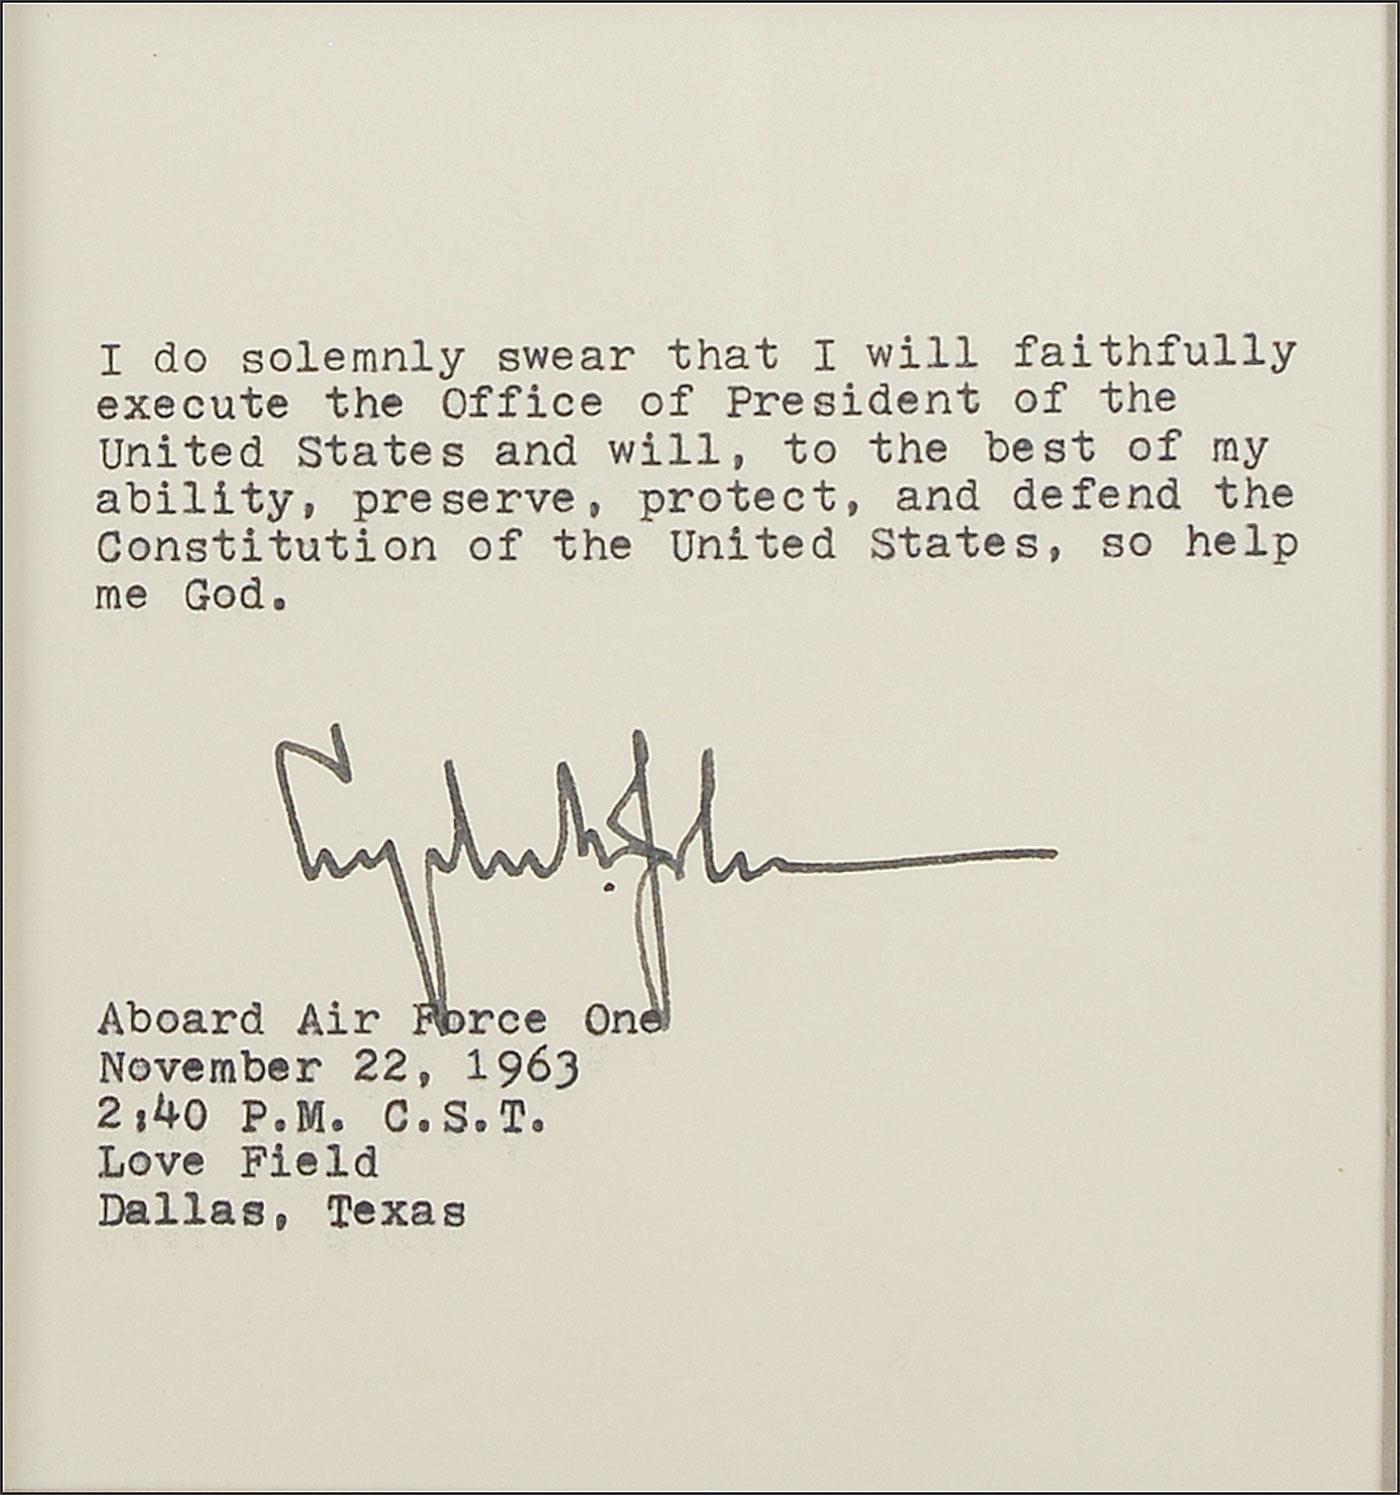 I do solemnly swear that I will faithfully
execute the Office of President of the
United States and will, to the best of my
ability, preserve, protect, and defend the
Constitution of the United States, so help
me God.
Lyndon B. Johnson
Aboard Air Force One
November 22, 1963
2:40 P.M. C.S.T.
Love Field
Dallas, Texas